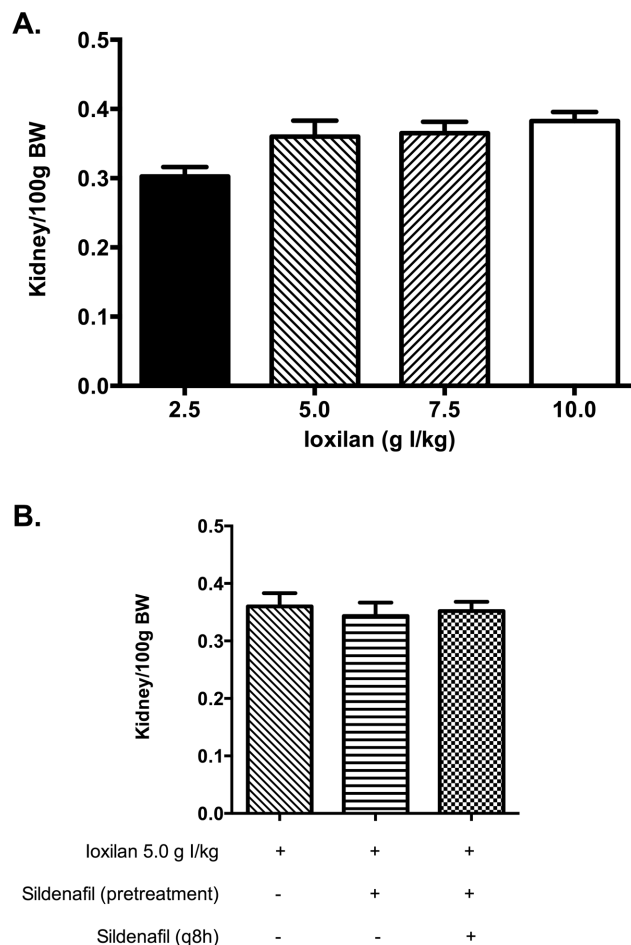 A.
Kidney/100g BW
0.5
0.4
0.3
0.2
0.1
0.0
2.5 5.0 7.5 10.0
Ioxilan (g I/kg)
B.
Kidney/100g BW
0.5
0.4
0.3
0.2
0.1
0.0
Ioxilan 5.0 g I/kg + + +
Sildenafil (pretreatment) - + +
Sildenafil (q8h) - - +